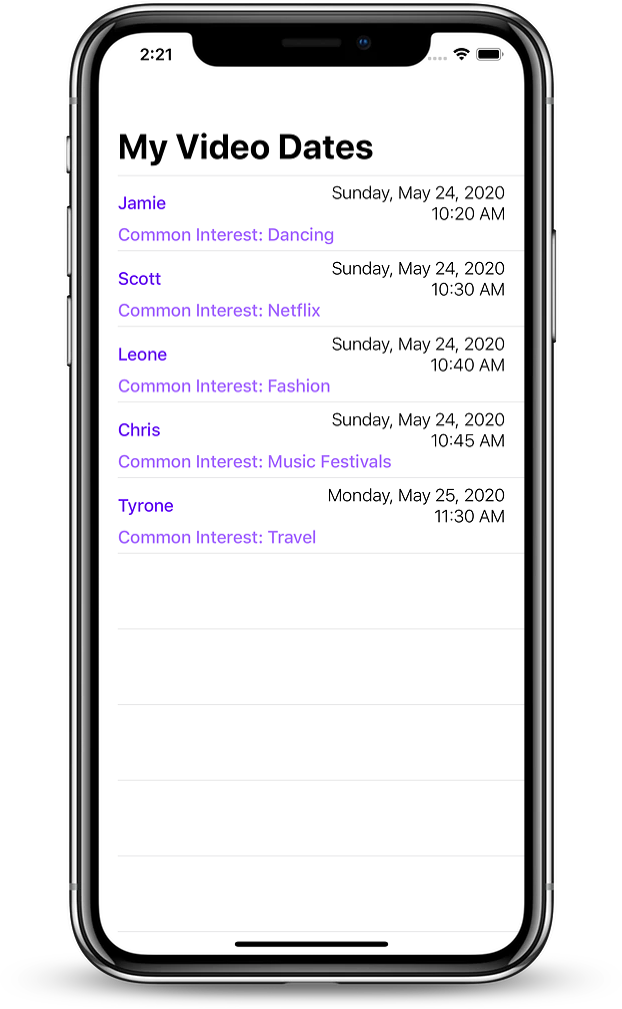 2:21
My Video Dates
Sunday, May 24, 2020
Jamie
10:20 AM
Common Interest: Dancing
Sunday, May 24, 2020
Scott
10:30 AM
Common Interest: Netflix
Sunday, May 24, 2020
Leone
10:40 AM
Common Interest: Fashion
Sunday, May 24, 2020
Chris
10:45 AM
Common Interest: Music Festivals
Monday, May 25, 2020
Tyrone
11:30 AM
Common Interest: Travel